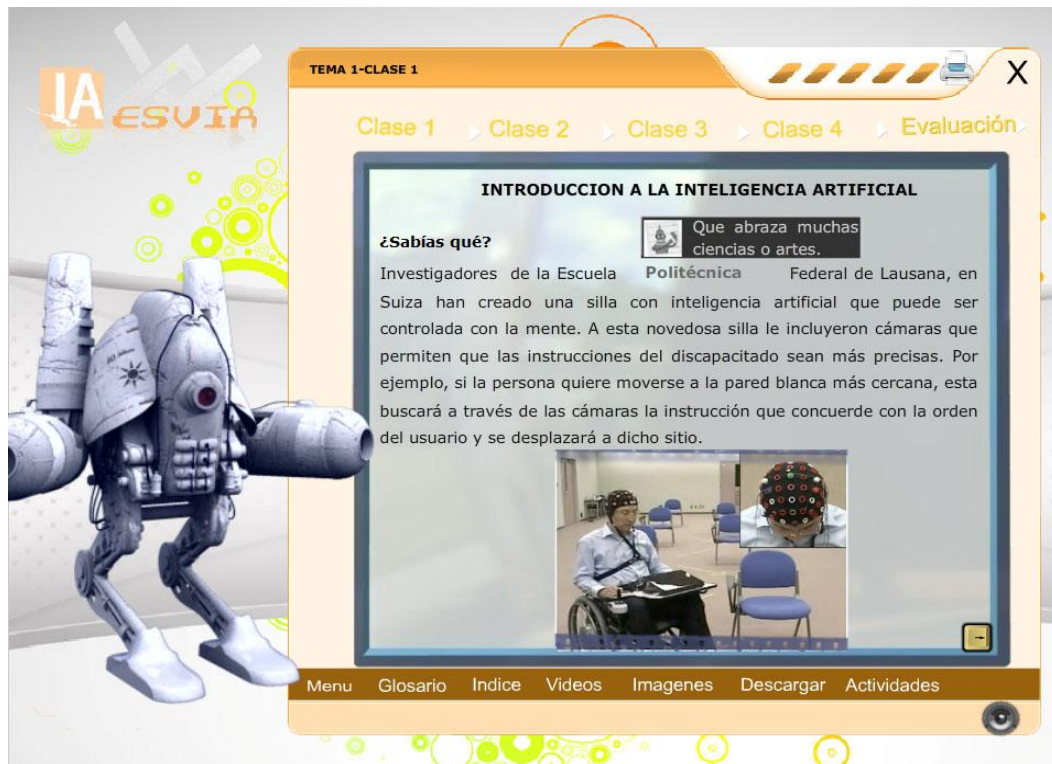 IA
ESVIA
TEMA 1-CLASE 1
X
Clase 1 Clase 2 Clase 3 Clase 4 Evaluación
INTRODUCCION A LA INTELIGENCIA ARTIFICIAL
¿Sabías qué?
Que abraza muchas
ciencias o artes.
Investigadores de la Escuela Politécnica Federal de Lausana, en
Suiza han creado una silla con inteligencia artificial que puede ser
controlada con la mente. A esta novedosa silla le incluyeron cámaras que
permiten que las instrucciones del discapacitado sean más precisas. Por
ejemplo, si la persona quiere moverse a la pared blanca más cercana, esta
buscará a través de las cámaras la instrucción que concuerde con la orden
del usuario y se desplazará a dicho sitio.
Menu Glosario Indice Videos Imagenes Descargar Actividades